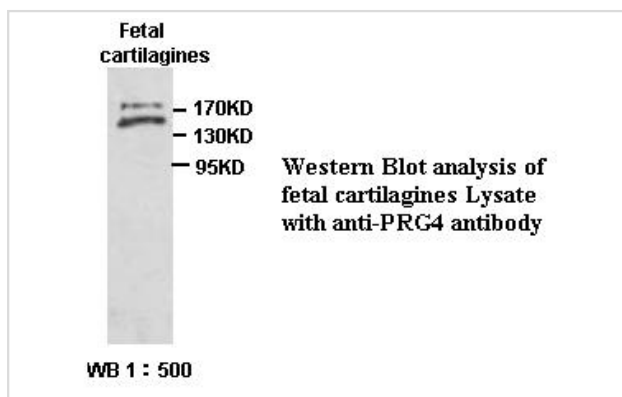 Fetal
cartilagines
170KD
130KD
95KD
Western Blot analysis of
fetal cartilagines Lysate
with anti-PRG4 antibody
WB 1：500